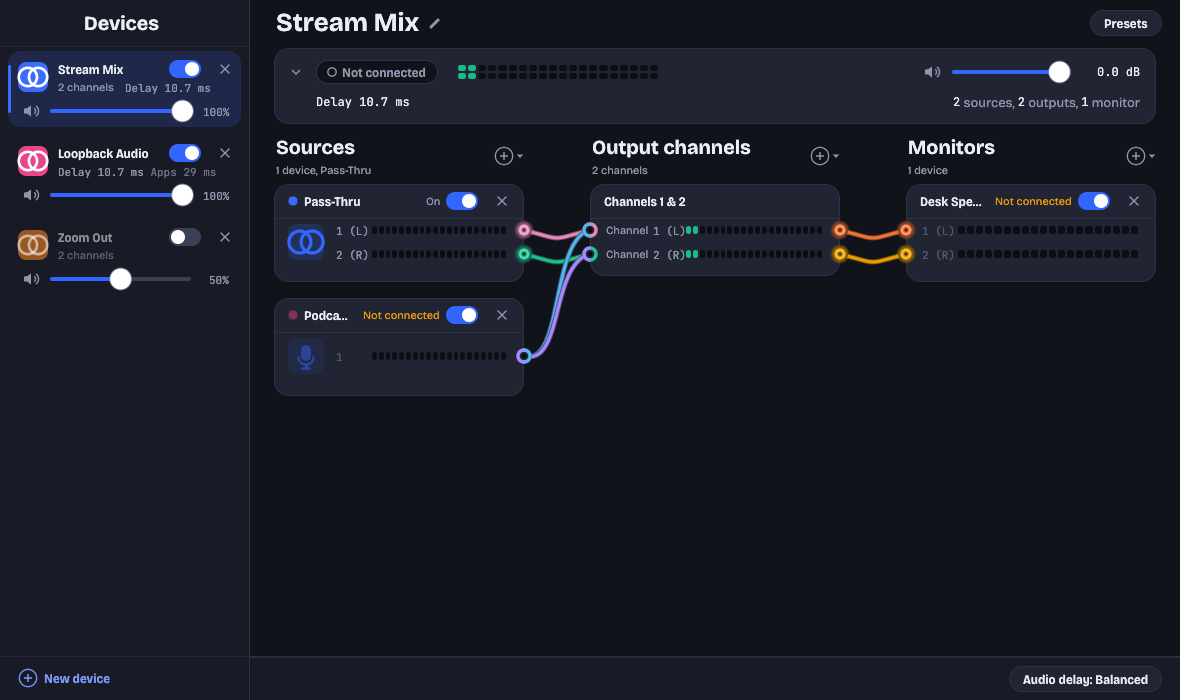 Devices
Stream Mix
2 channels Delay 10.7 ms
100%
Loopback Audio
Delay 10.7 ms Apps 29 ms
100%
Zoom Out
2 channels
50%
New device
Stream Mix
Presets
Not connected
0.0 dB
Delay 10.7 ms
2 sources, 2 outputs, 1 monitor
Sources
1 device, Pass-Thru
Pass-Thru On
1 (L)
2 (R)
Podca... Not connected
1
Output channels
2 channels
Channels 1 & 2
Channel 1 (L)
Channel 2 (R)
Monitors
1 device
Desk Spe... Not connected
1 (L)
2 (R)
Audio delay: Balanced